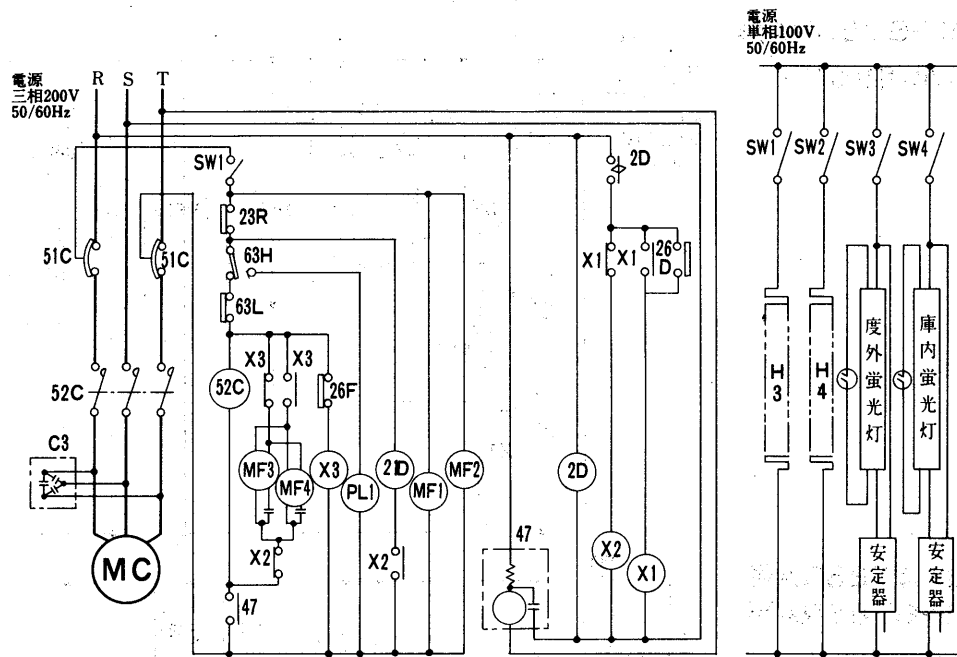 電源
三相200V
50/60Hz
R S T
電源
単相100V
50/60Hz
SW1
2D
SW1
SW2
SW3
SW4
23R
51C
51C
63H
X1
X1
26
D
63L
X3
X3
52C
26F
52C
H
3
H
4
度外蛍光灯
庫内蛍光灯
C3
MF3
MF4
X3
PL1
21D
MF1
MF2
2D
47
X2
X1
MC
X2
X2
47
安定器
安定器